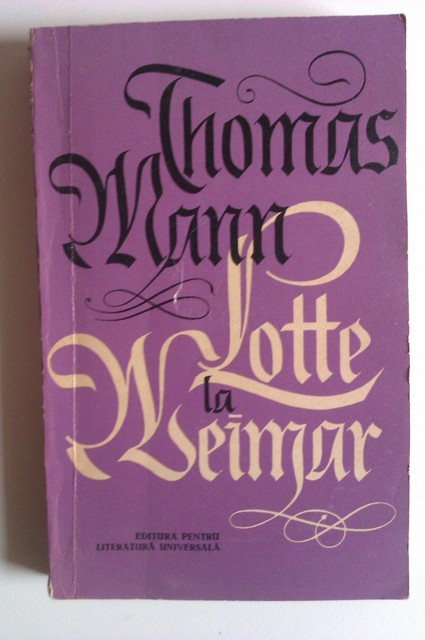 Thomas
Mann
Lotte
la
Weimar
EDITURA PENTRU
LITERATURĂ UNIVERSALĂ